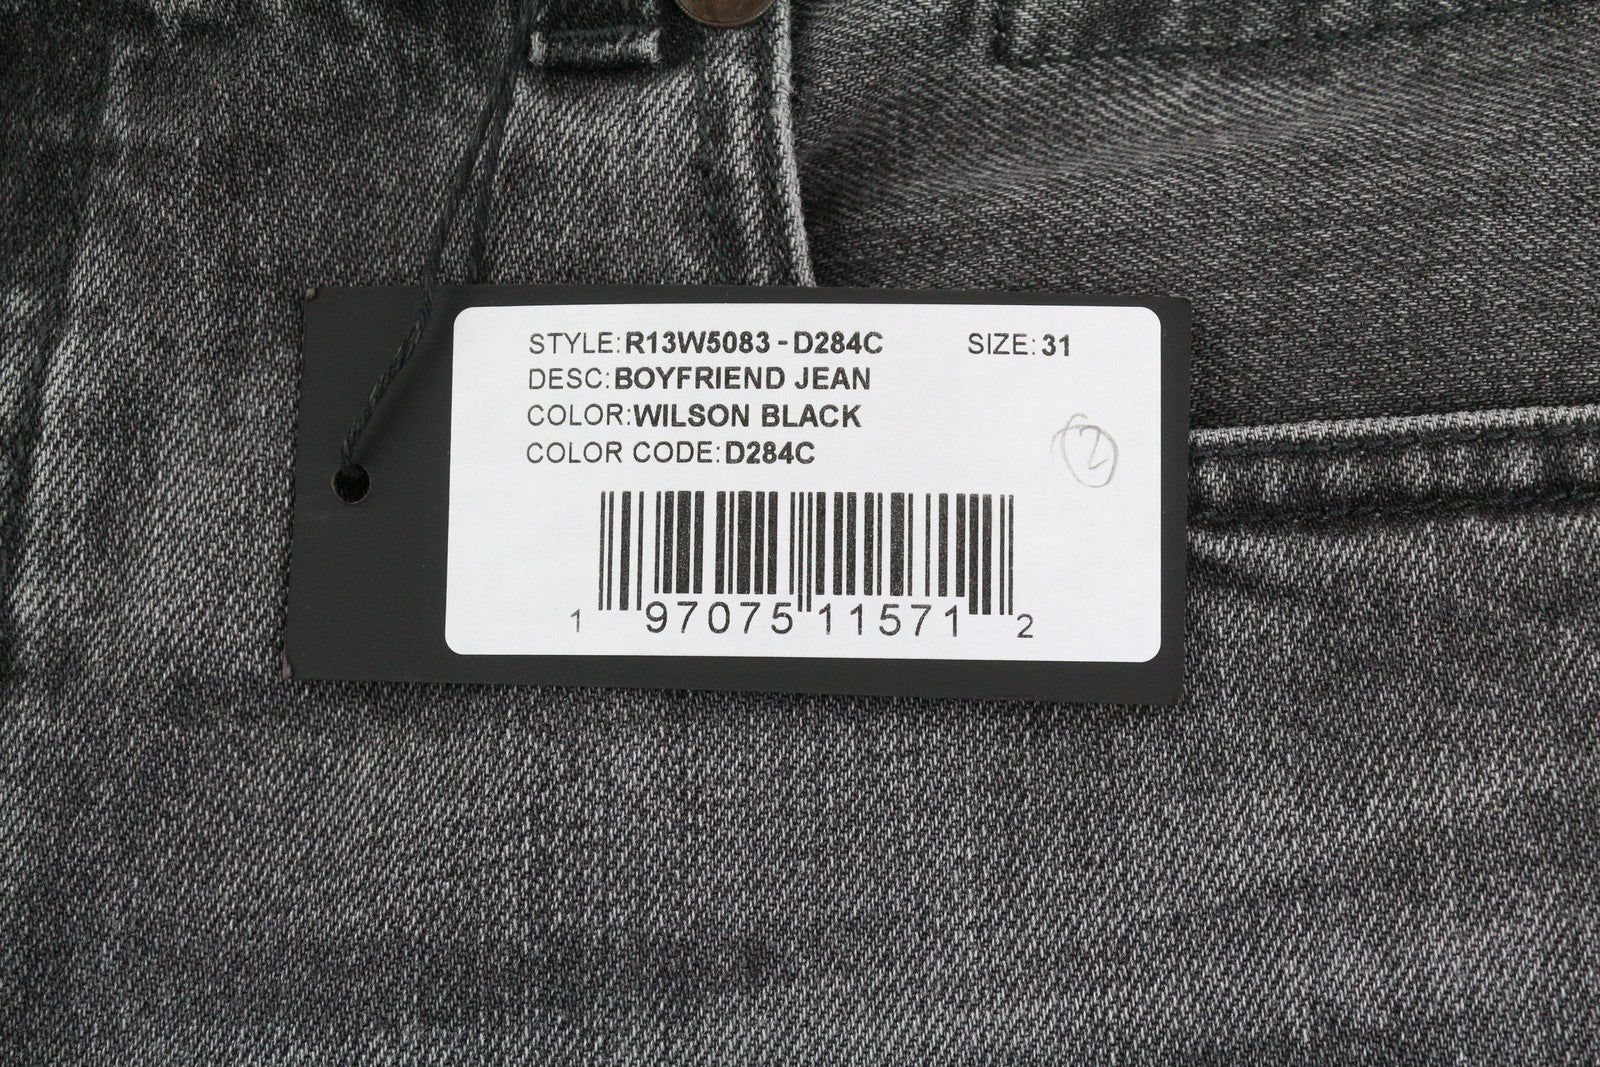 STYLE:R13W5083 -D284C SIZE: 31
DESC:BOYFRIEND JEAN
COLOR:WILSON BLACK
COLOR CODE:D284C
2
1 97075 11571 2